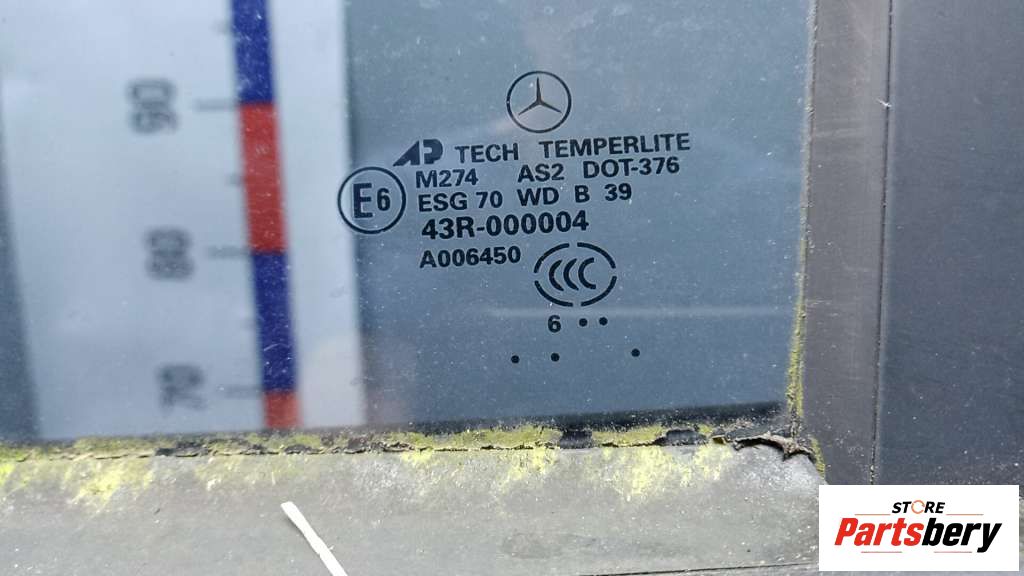 AP TECH TEMPERLITE
M274 AS2 DOT-376
E6
ESG 70 WD B 39
43R-000004
A006450
CCC
6 ••
• • •
90
80
70
STORE
Partsbery